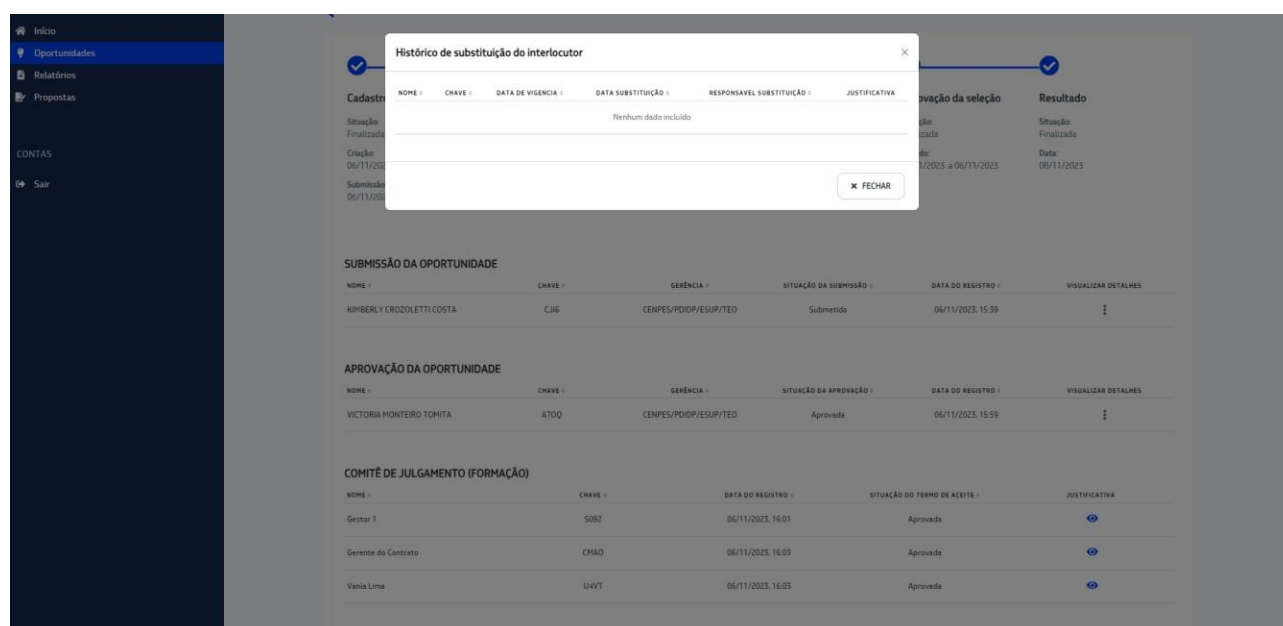 Início
Oportunidades
Relatórios
Propostas
CONTAS
Sair
Histórico de substituição do interlocutor
×
NOME CHAVE DATA DE VIGENCIA DATA SUBSTITUIÇÃO RESPONSAVEL SUBSTITUIÇÃO JUSTIFICATIVA
Nenhum dado incluído
× FECHAR
Cadastr
Situação:
Finalizada
Criação:
06/11/202
Submissão
06/11/202
ovação da seleção
ção:
izada
do:
1/2023 a 06/11/2023
Resultado
Situação:
Finalizada
Data:
08/11/2023
SUBMISSÃO DA OPORTUNIDADE
NOME CHAVE GERÊNCIA SITUAÇÃO DA SUBMISSÃO DATA DO REGISTRO VISUALIZAR DETALHES
KIMBERLY CROZOLETTI COSTA CJI6 CENPES/PDIDP/ESUP/TEO Submetida 06/11/2023, 15:39
APROVAÇÃO DA OPORTUNIDADE
NOME CHAVE GERÊNCIA SITUAÇÃO DA APROVAÇÃO DATA DO REGISTRO VISUALIZAR DETALHES
VICTORIA MONTEIRO TOMITA A7OQ CENPES/PDIDP/ESUP/TEO Aprovada 06/11/2023, 15:59
COMITÊ DE JULGAMENTO (FORMAÇÃO)
NOME CHAVE DATA DO REGISTRO SITUAÇÃO DO TERMO DE ACEITE JUSTIFICATIVA
Gestor 1 S092 06/11/2023, 16:01 Aprovada
Gerente do Contrato CMAO 06/11/2023, 16:03 Aprovada
Vania Lima U4VT 06/11/2023, 16:03 Aprovada